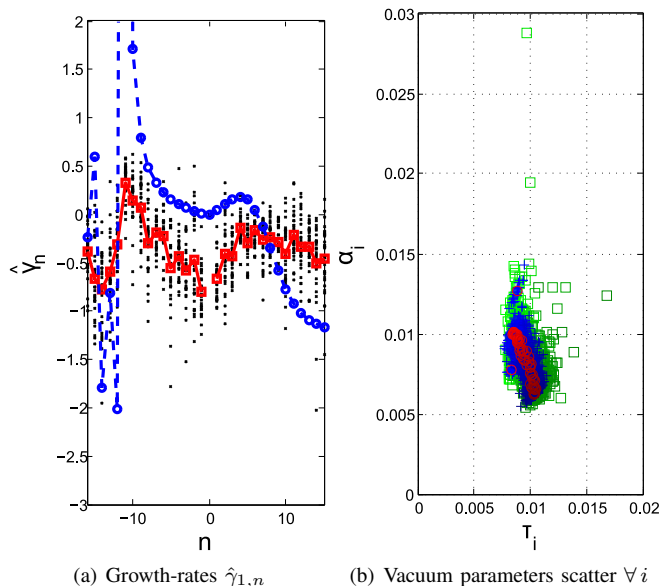 2
1.5
1
0.5
0
−0.5
−1
−1.5
−2
−2.5
−3
γ̂n
−10 0 10
n
(a) Growth-rates γ̂1,n
0.03
0.025
0.02
0.015
0.01
0.005
0
αi
0 0.005 0.01 0.015 0.02
τi
(b) Vacuum parameters scatter ∀ i